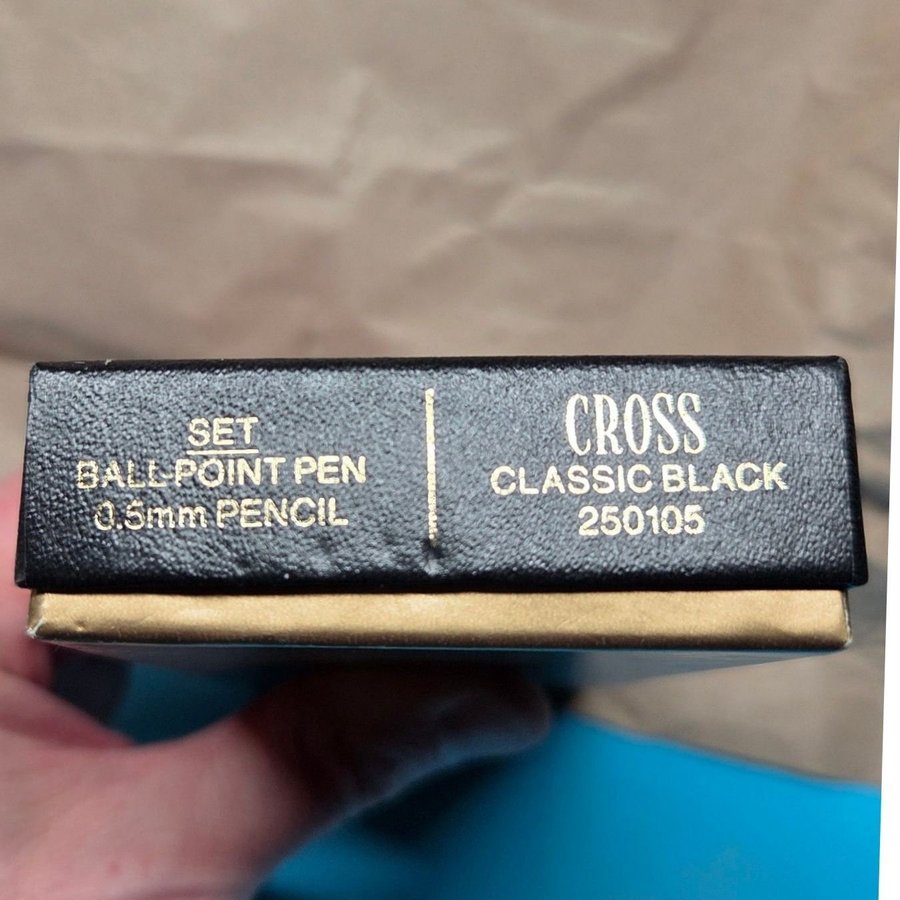 SET
BALL-POINT PEN
0.5mm PENCIL
CROSS
CLASSIC BLACK
250105